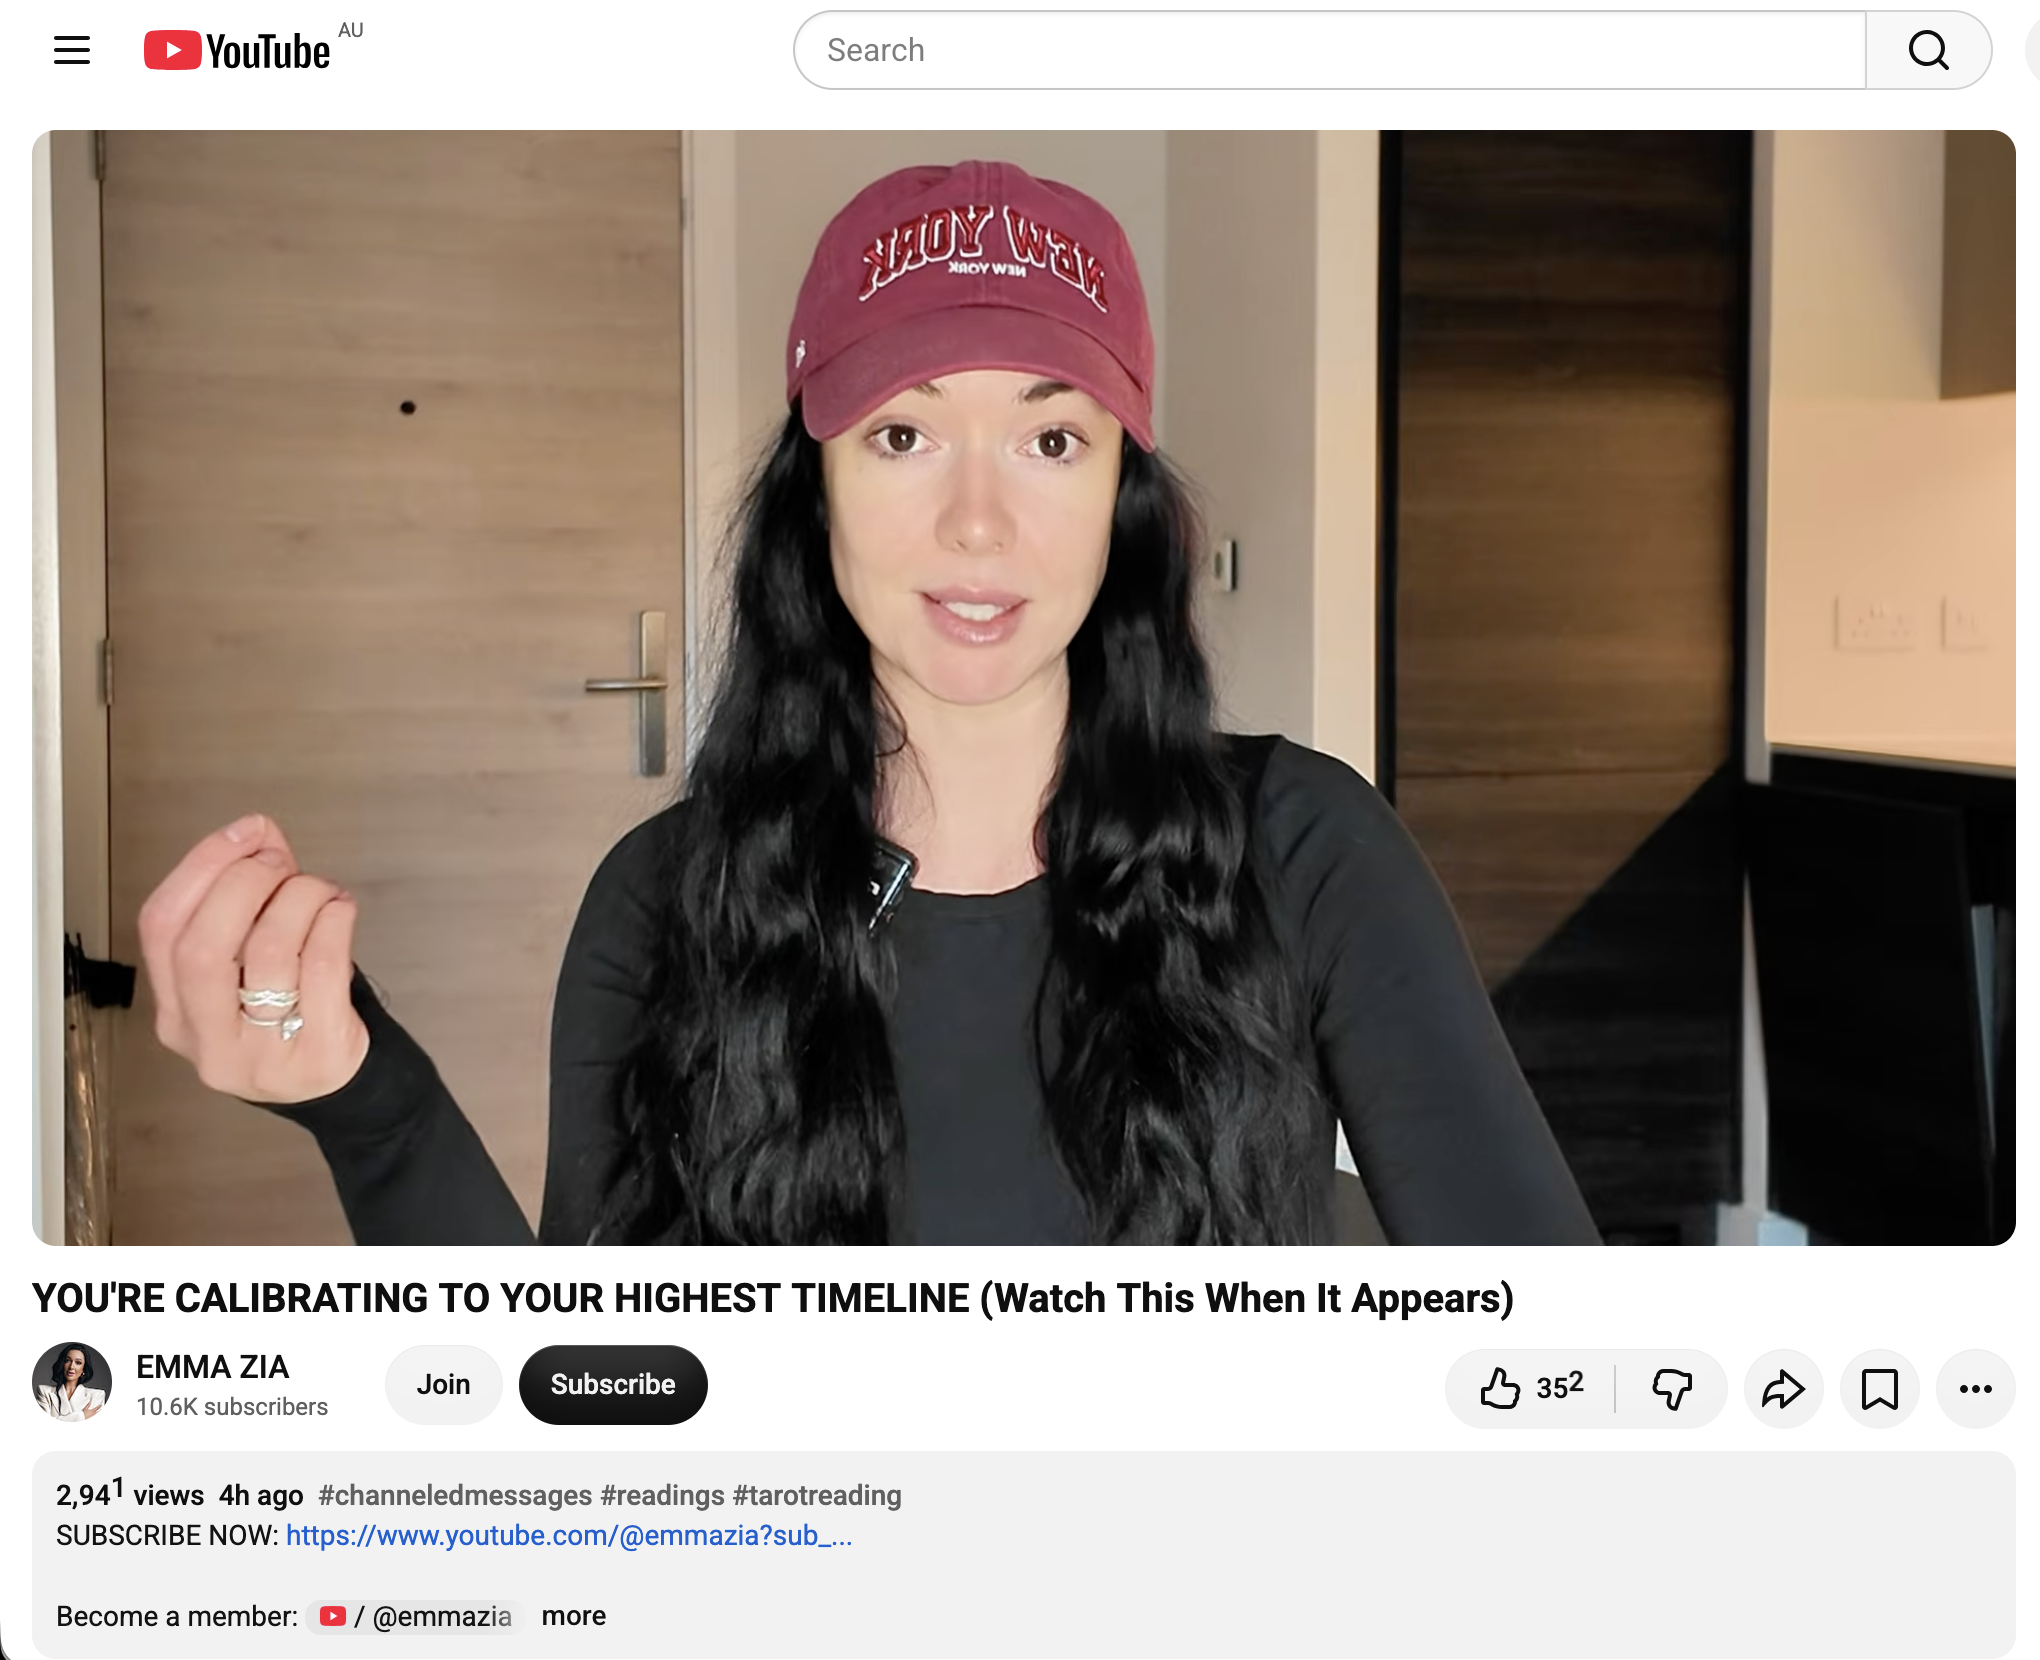 YouTube AU
Search
NEW YORK
NEW YORK
YOU'RE CALIBRATING TO YOUR HIGHEST TIMELINE (Watch This When It Appears)
EMMA ZIA
10.6K subscribers
Join
Subscribe
352
2,941 views 4h ago #channeledmessages #readings #tarotreading
SUBSCRIBE NOW: https://www.youtube.com/@emmazia?sub_...
Become a member: / @emmazia more